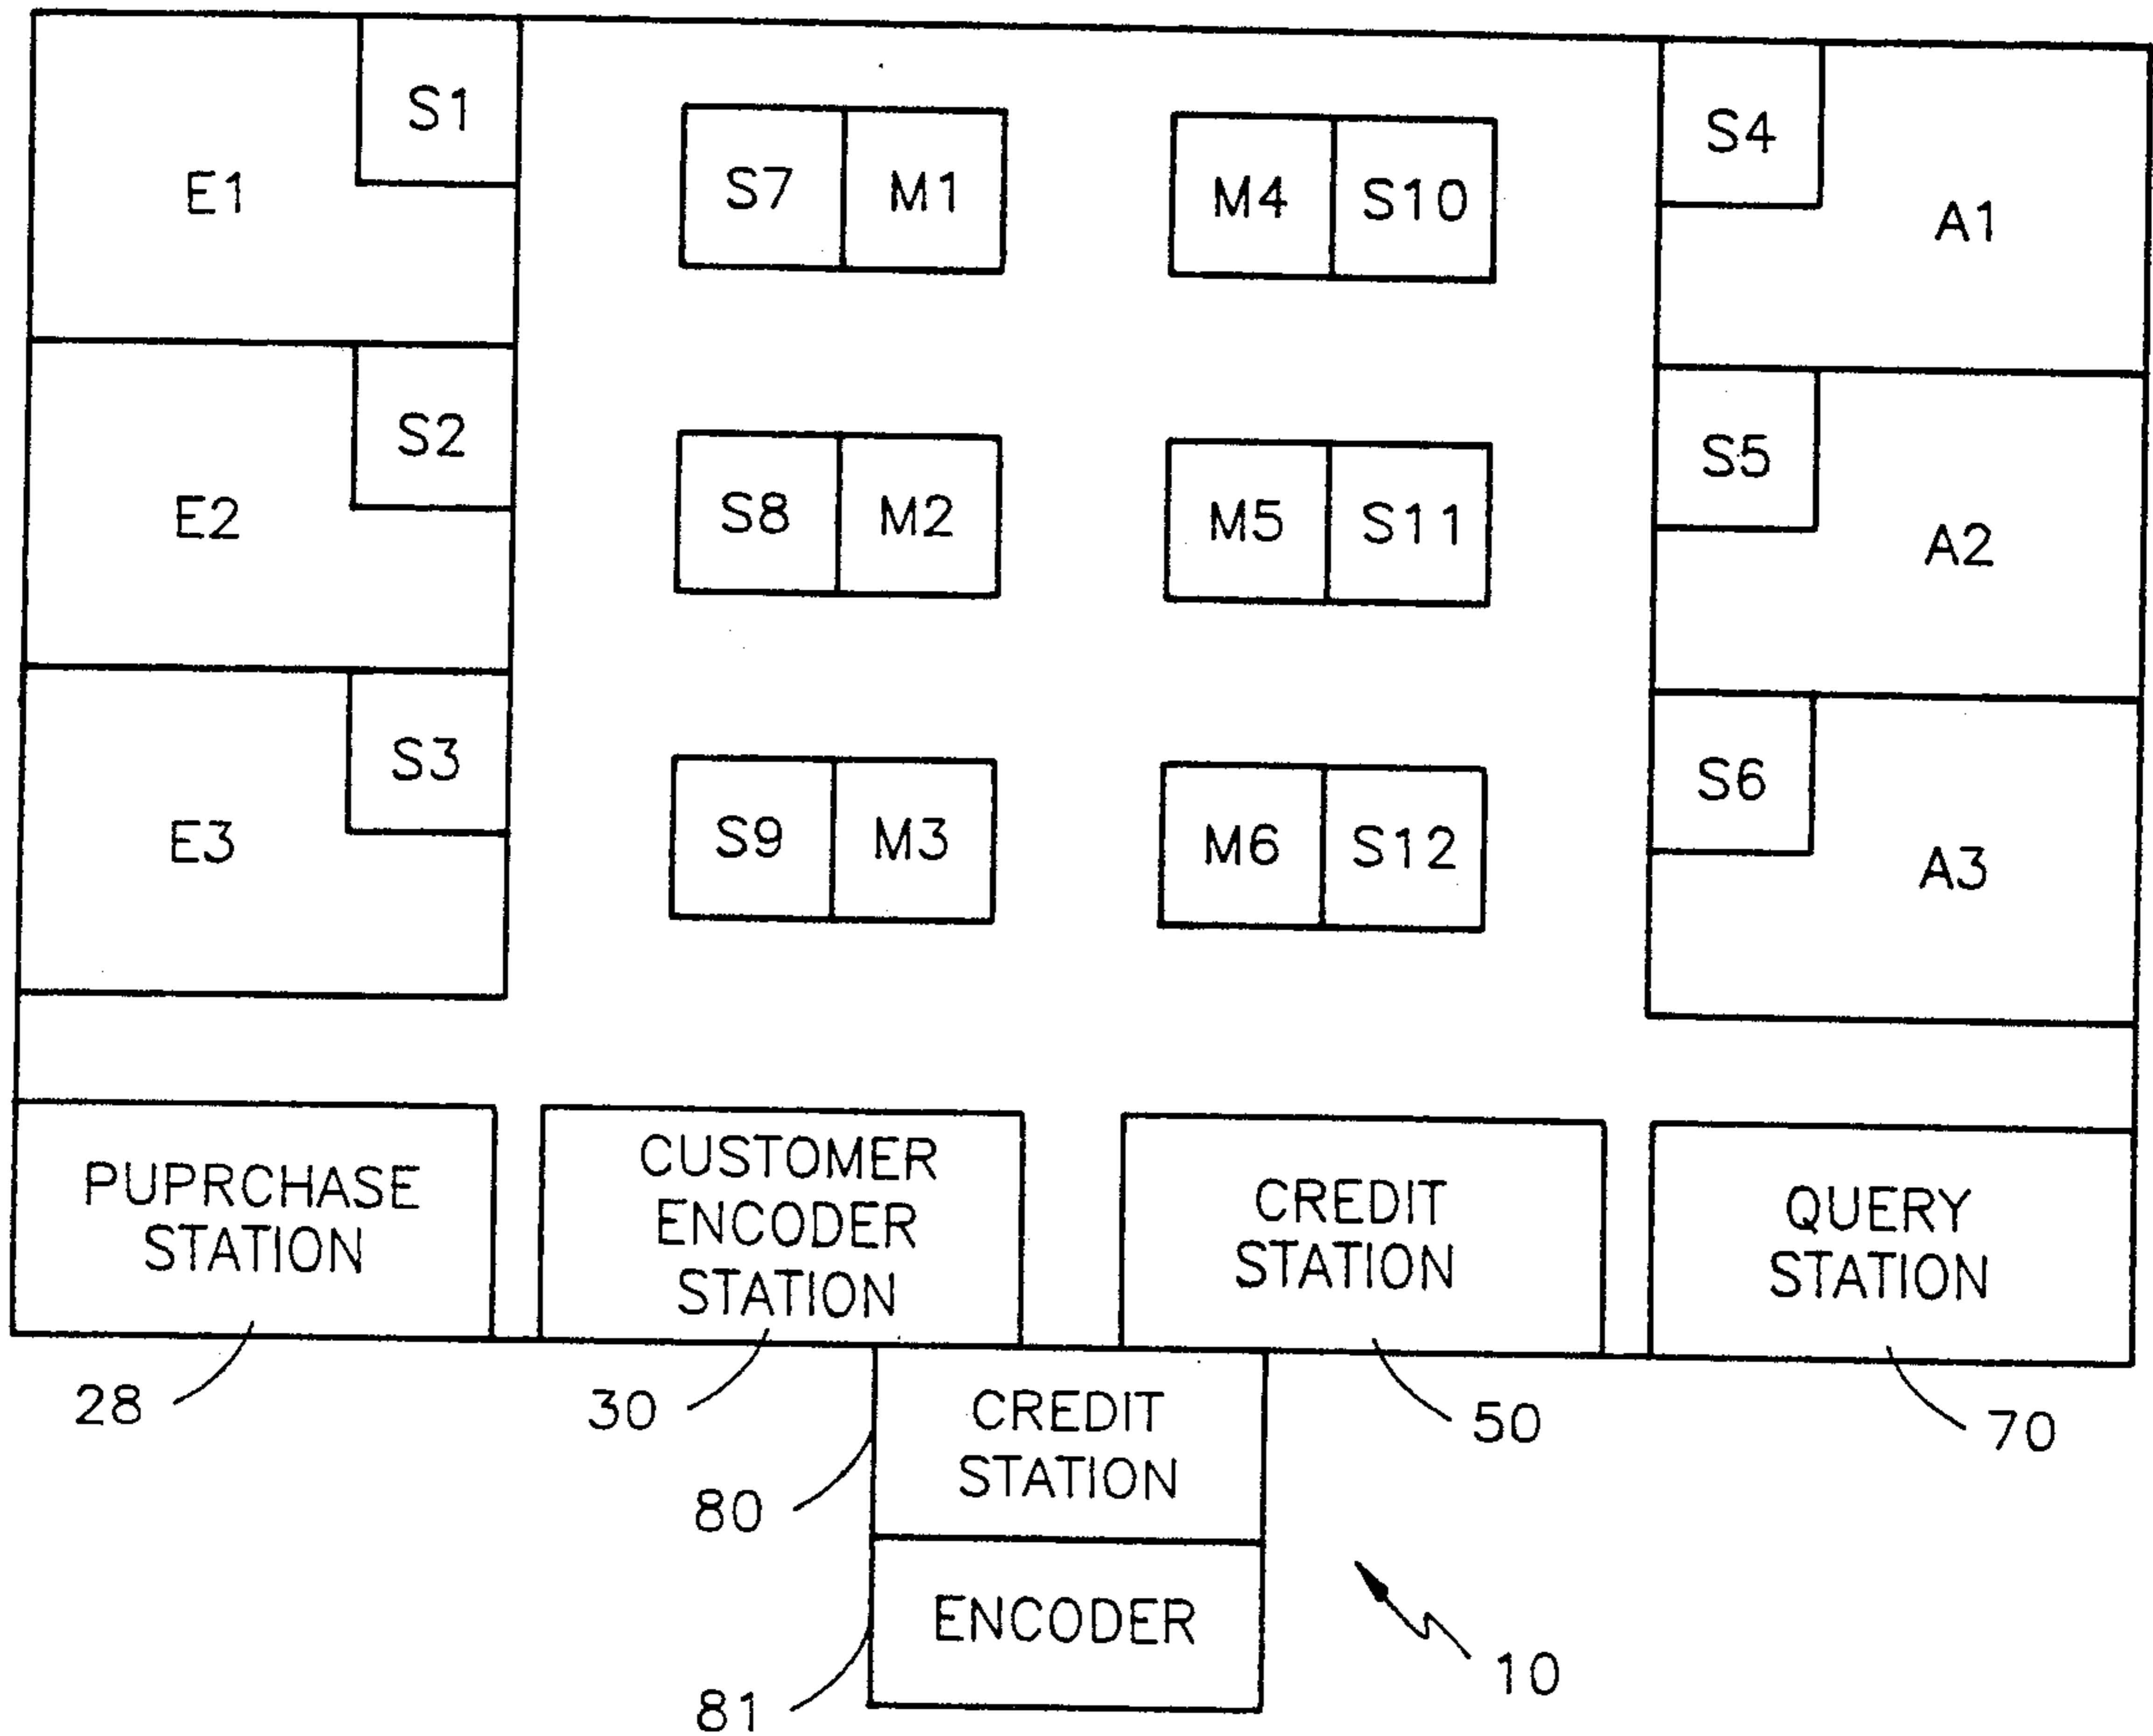 S1
S4
S7 M1
M4 S10
E1
A1
S2
S5
S8 M2
M5 S11
E2
A2
S3
S6
S9 M3
M6 S12
E3
A3
PUPRCHASE
STATION
CUSTOMER
ENCODER
STATION
CREDIT
STATION
QUERY
STATION
28
30
50
70
CREDIT
STATION
80
ENCODER
81
10